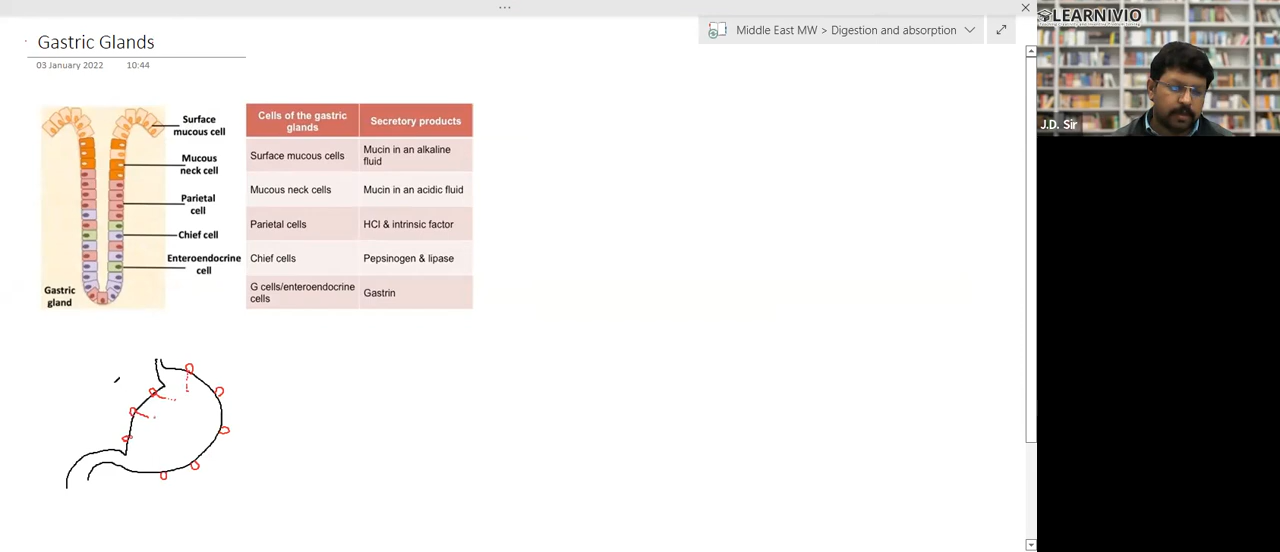 ...
Gastric Glands
03 January 2022 10:44
Middle East MW > Digestion and absorption
LEARNIVIO
J.D. Sir
Surface
mucous cell
Mucous
neck cell
Parietal
cell
Chief cell
Enteroendocrine
cell
Gastric
gland
Cells of the gastric
glands
Secretory products
Surface mucous cells
Mucin in an alkaline
fluid
Mucous neck cells
Mucin in an acidic fluid
Parietal cells
HCl & intrinsic factor
Chief cells
Pepsinogen & lipase
G cells/enteroendocrine
cells
Gastrin